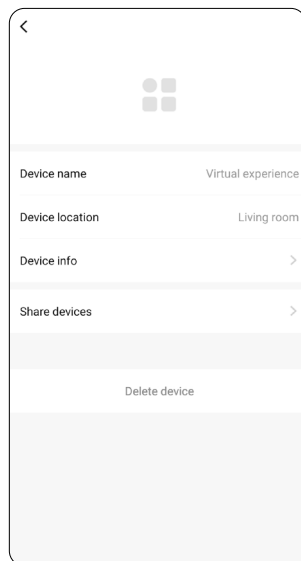 Device name
Virtual experience
Device location
Living room
Device info
Share devices
Delete device